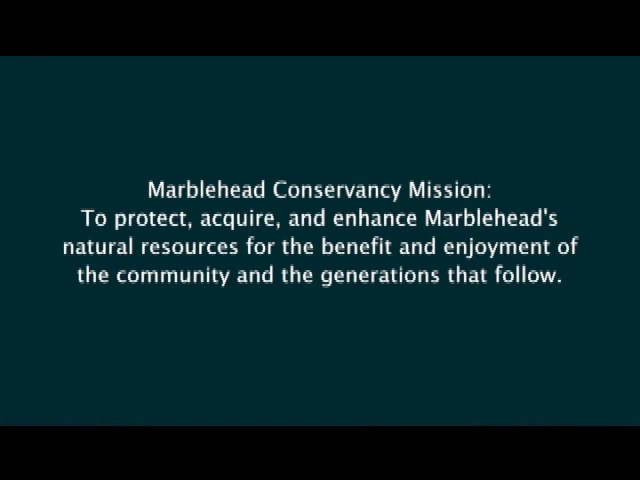 Marblehead Conservancy Mission:
To protect, acquire, and enhance Marblehead's
natural resources for the benefit and enjoyment of
the community and the generations that follow.